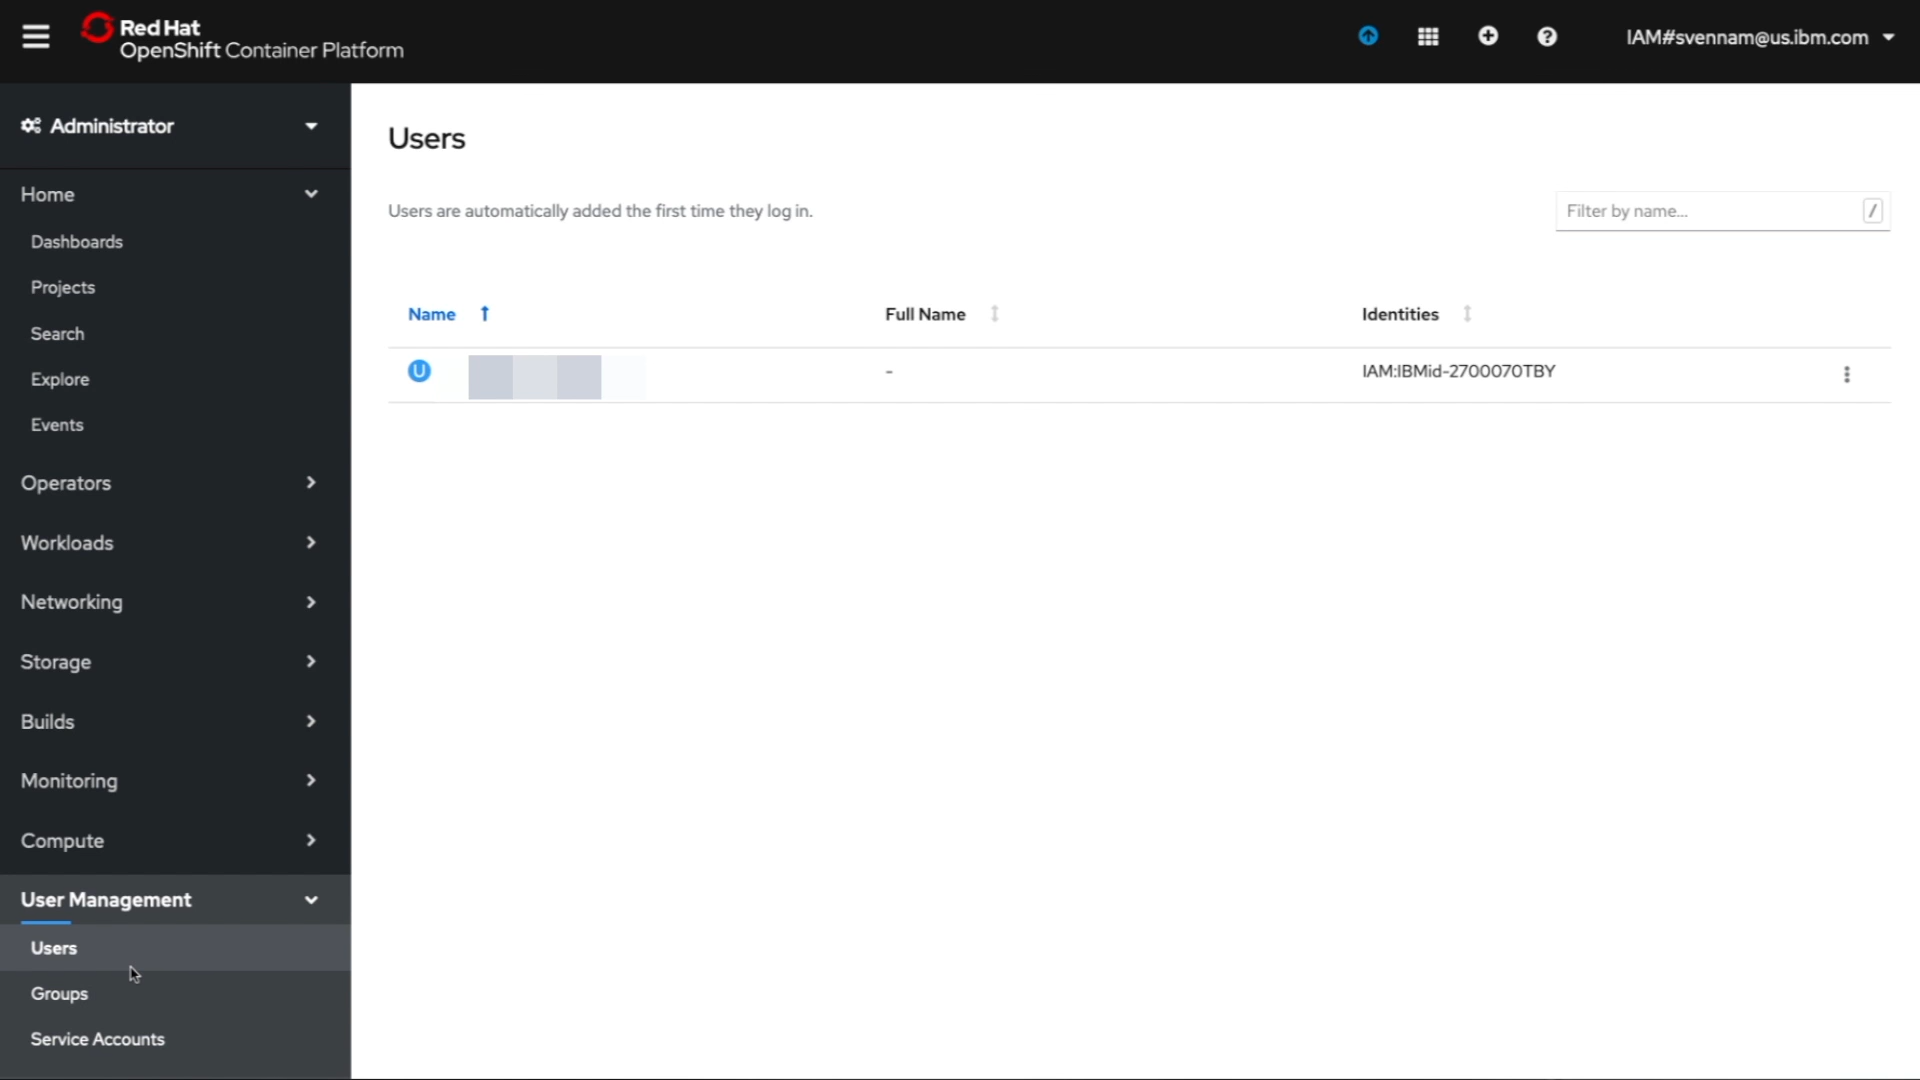 Red Hat
OpenShift Container Platform
IAM#svennam@us.ibm.com
Administrator
Home
Dashboards
Projects
Search
Explore
Events
Operators
Workloads
Networking
Storage
Builds
Monitoring
Compute
User Management
Users
Groups
Service Accounts
Users
Users are automatically added the first time they log in.
Filter by name...
/
Name
Full Name
Identities
U
-
IAM:IBMid-2700070TBY